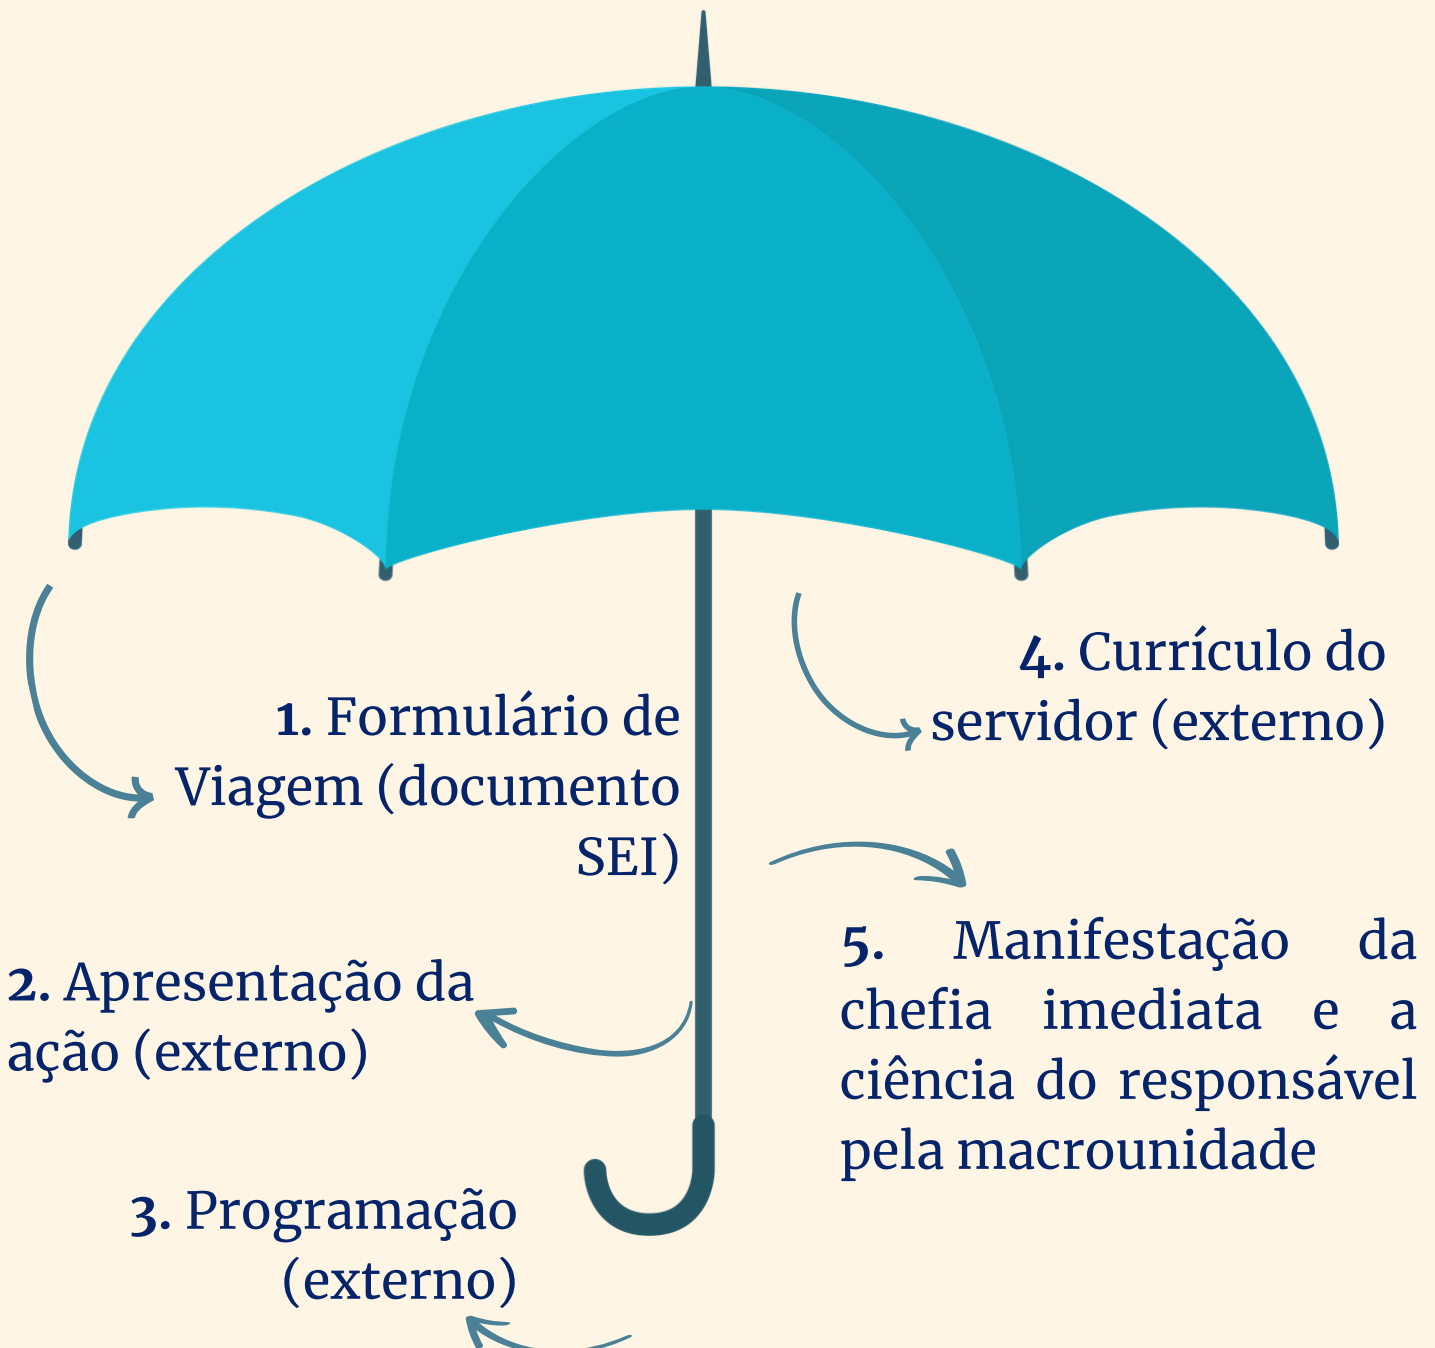 1. Formulário de
Viagem (documento
SEI)
2. Apresentação da
ação (externo)
3. Programação
(externo)
4. Currículo do
servidor (externo)
5. Manifestação da
chefia imediata e a
ciência do responsável
pela macrounidade